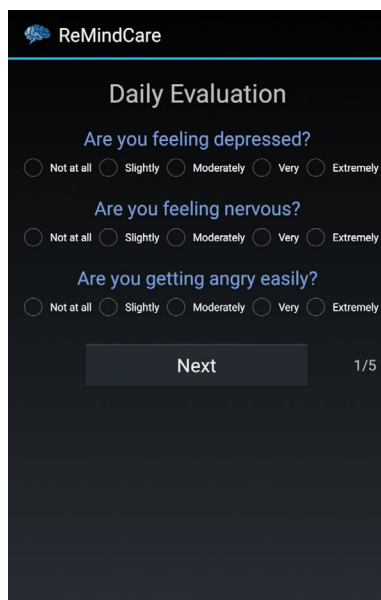 ReMindCare
Daily Evaluation
Are you feeling depressed?
Not at all Slightly Moderately Very Extremely
Are you feeling nervous?
Not at all Slightly Moderately Very Extremely
Are you getting angry easily?
Not at all Slightly Moderately Very Extremely
Next 1/5